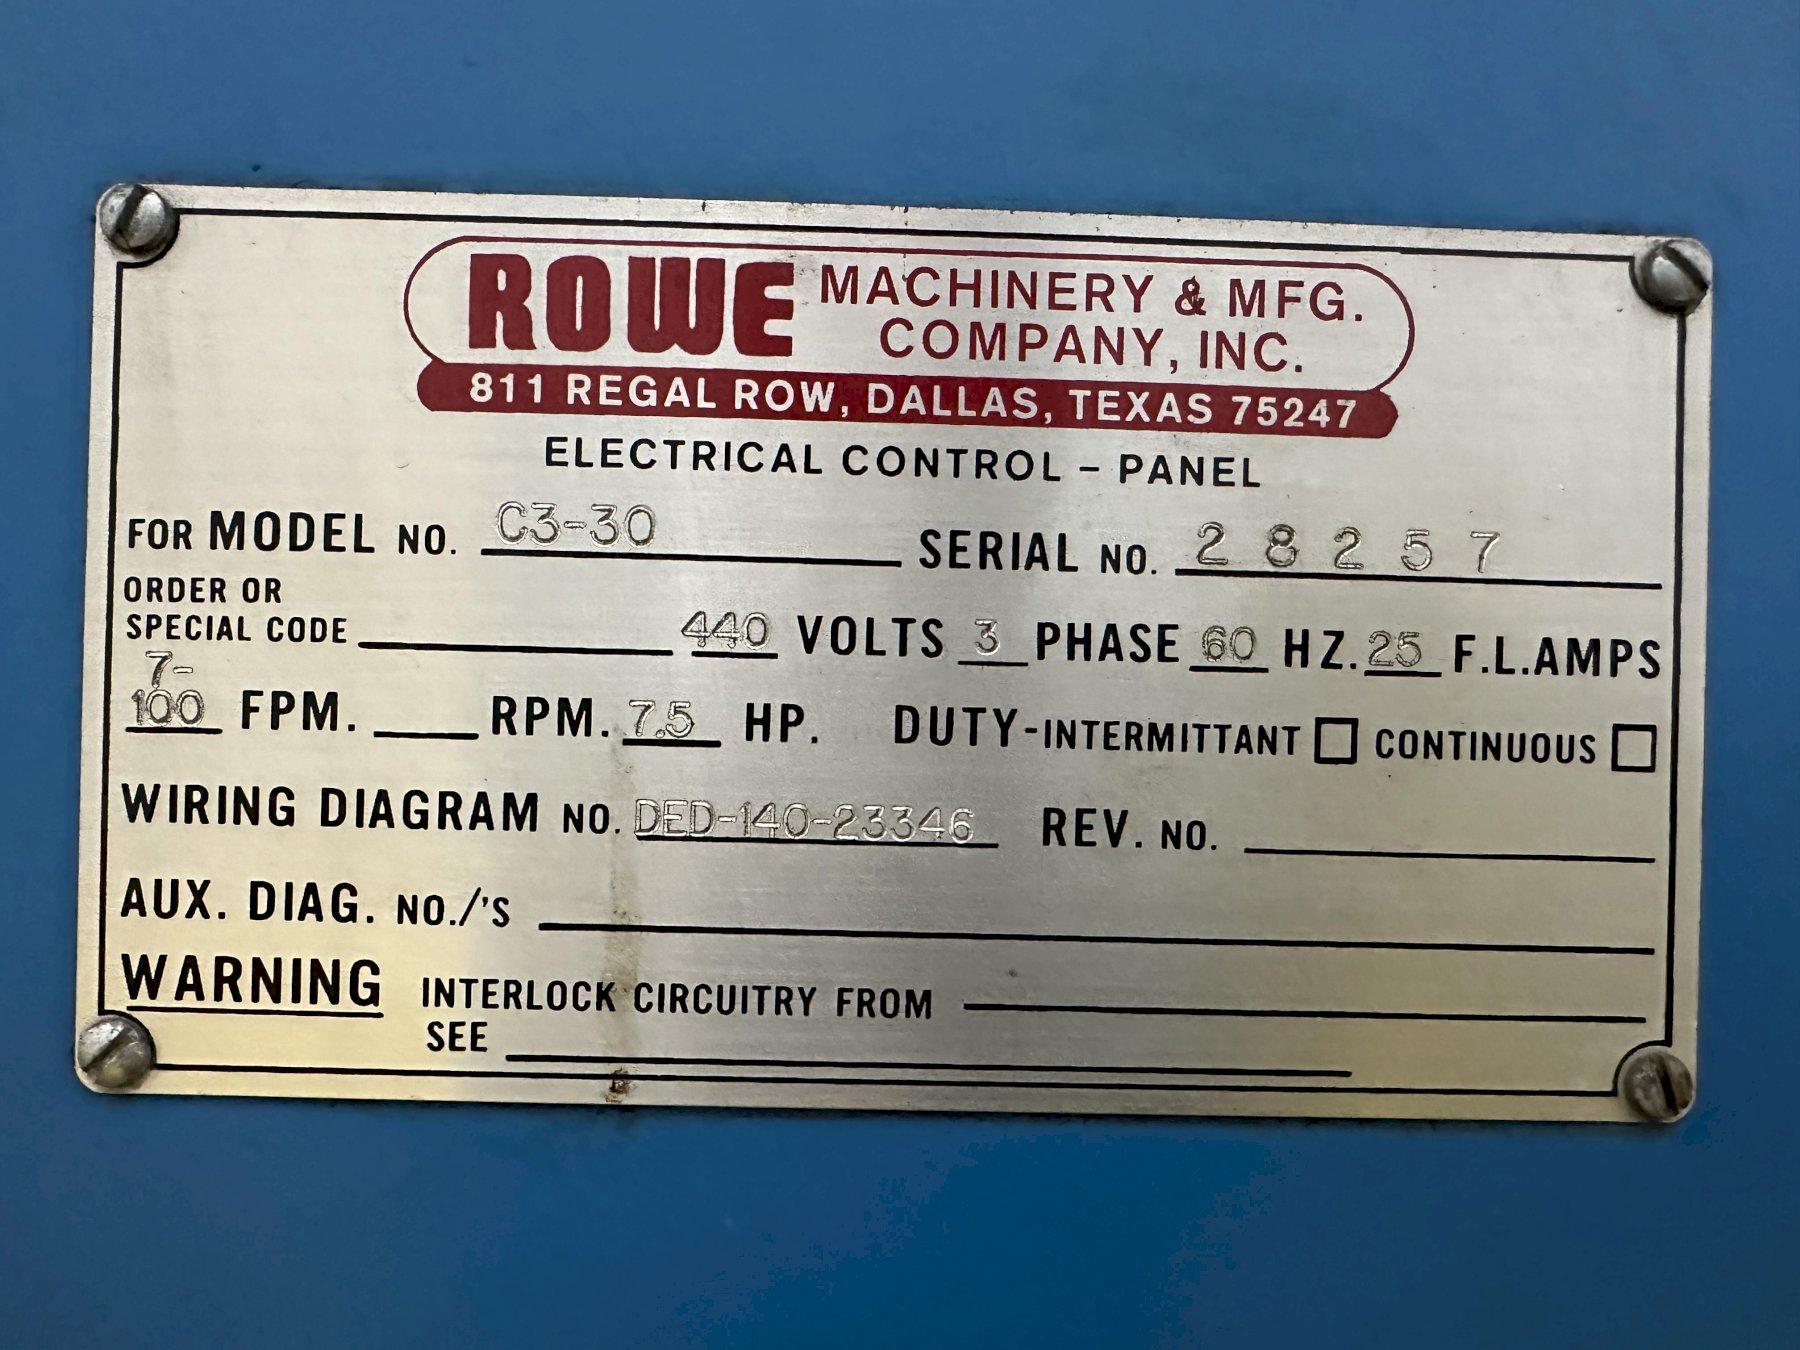 ROWE MACHINERY & MFG.
COMPANY, INC.
811 REGAL ROW, DALLAS, TEXAS 75247
ELECTRICAL CONTROL - PANEL
FOR MODEL NO. C3-30 SERIAL NO. 28257
ORDER OR
SPECIAL CODE 440 VOLTS 3 PHASE 60 HZ. 25 F.L.AMPS
7-
100 FPM. RPM. 7.5 HP. DUTY-INTERMITTANT CONTINUOUS
WIRING DIAGRAM NO. DED-140-23346 REV. NO.
AUX. DIAG. NO./'S
WARNING INTERLOCK CIRCUITRY FROM
SEE